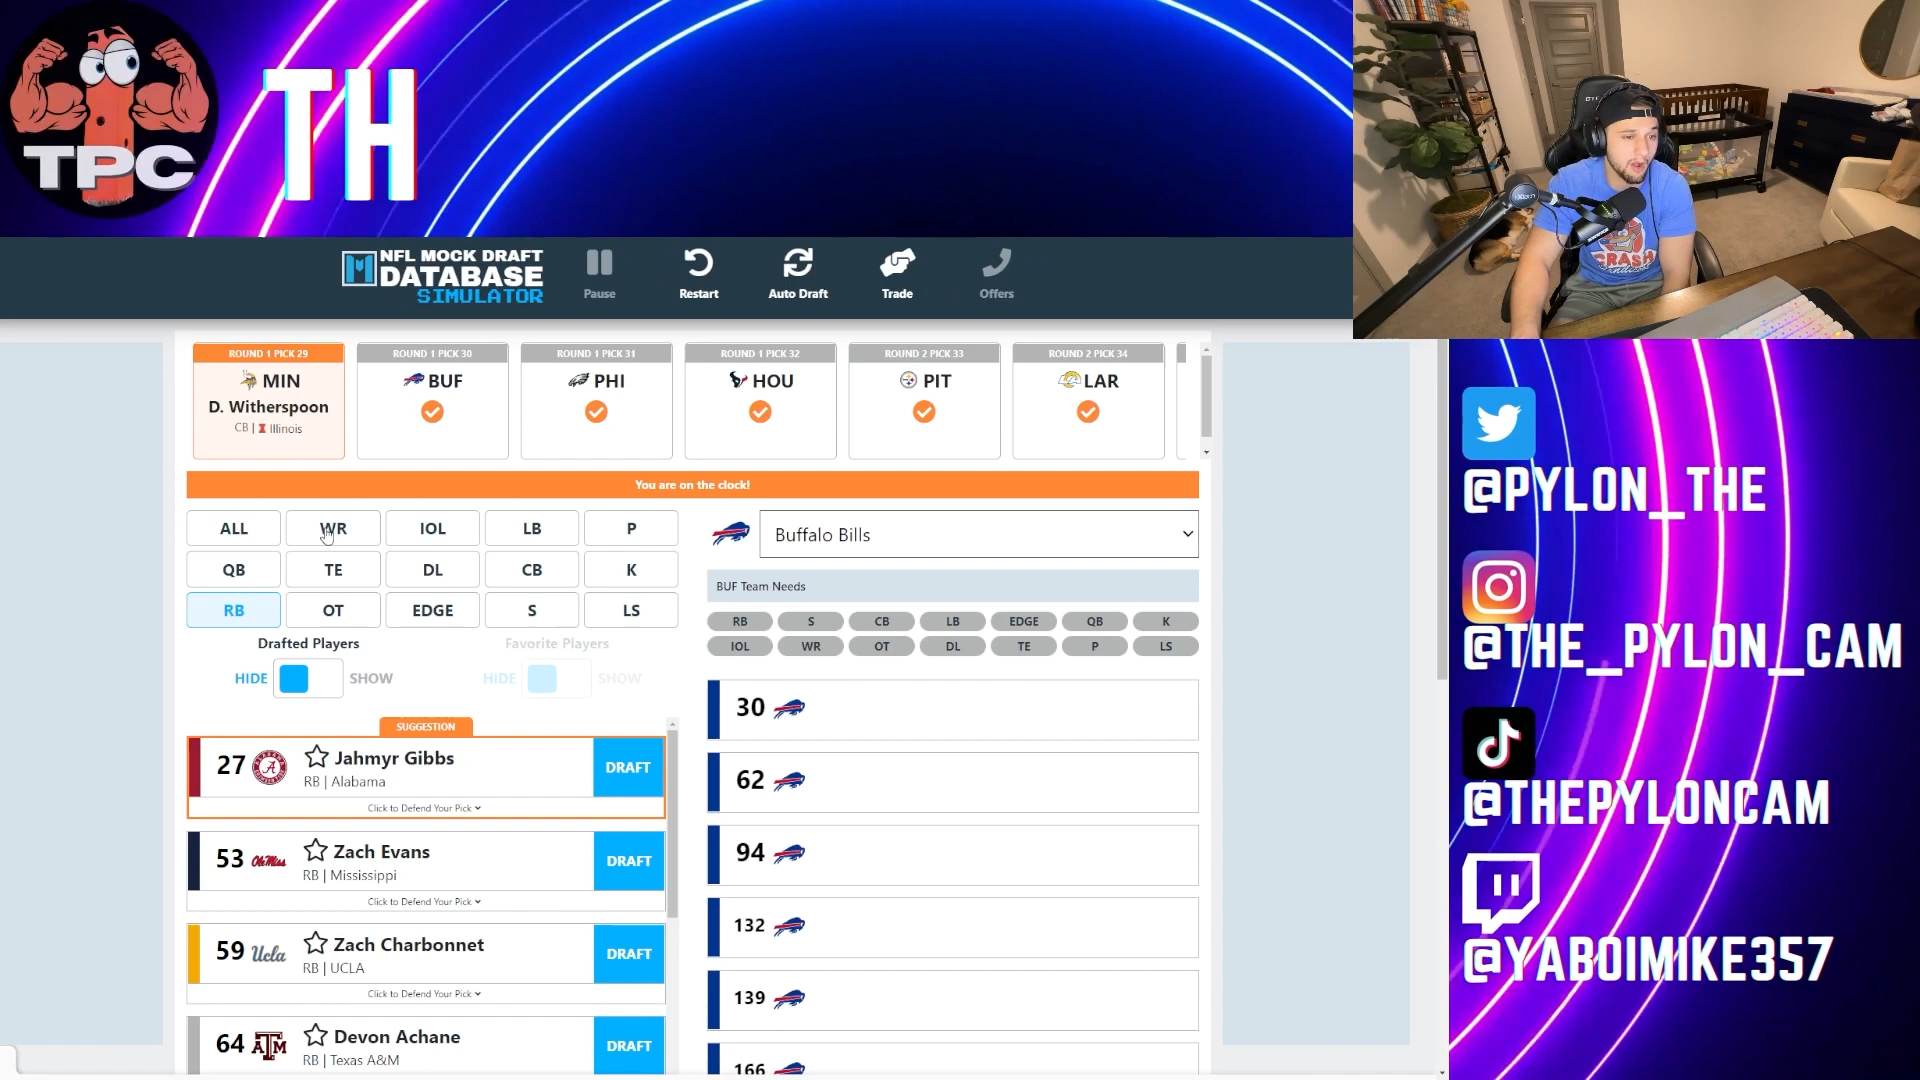 TPC
TH
NFL MOCK DRAFT
DATABASE
SIMULATOR
Pause
Restart
Auto Draft
Trade
Offers
ROUND 1 PICK 29
MIN
D. Witherspoon
CB | Illinois
ROUND 1 PICK 30
BUF
ROUND 1 PICK 31
PHI
ROUND 1 PICK 32
HOU
ROUND 2 PICK 33
PIT
ROUND 2 PICK 34
LAR
You are on the clock!
ALL WR IOL LB P
QB TE DL CB K
RB OT EDGE S LS
Drafted Players
HIDE SHOW
Favorite Players
HIDE SHOW
SUGGESTION
27 Jahmyr Gibbs
RB | Alabama
DRAFT
Click to Defend Your Pick
53 Ole Miss Zach Evans
RB | Mississippi
DRAFT
Click to Defend Your Pick
59 Ucla Zach Charbonnet
RB | UCLA
DRAFT
Click to Defend Your Pick
64 ATM Devon Achane
RB | Texas A&M
DRAFT
Buffalo Bills
BUF Team Needs
RB S CB LB EDGE QB K
IOL WR OT DL TE P LS
30
62
94
132
139
166
CRASH
@PYLON_THE
@THE_PYLON_CAM
@THEPYLONCAM
@YABOIMIKE357